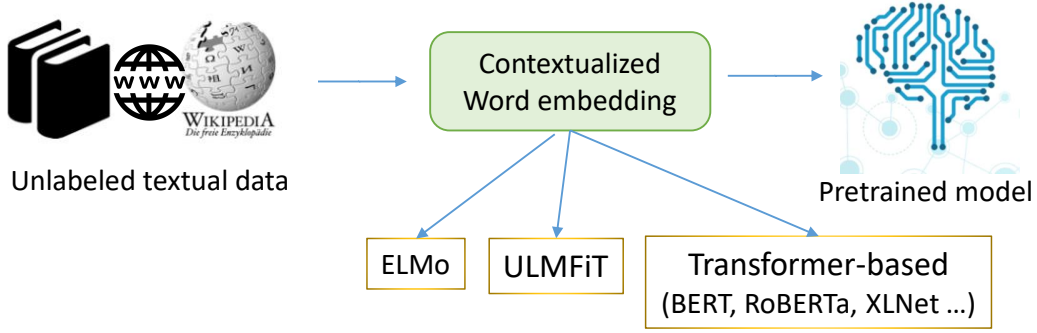 WWW
WIKIPEDIA
Die freie Enzyklopädie
Unlabeled textual data
Contextualized
Word embedding
Pretrained model
ELMo
ULMFiT
Transformer-based
(BERT, RoBERTa, XLNet ...)